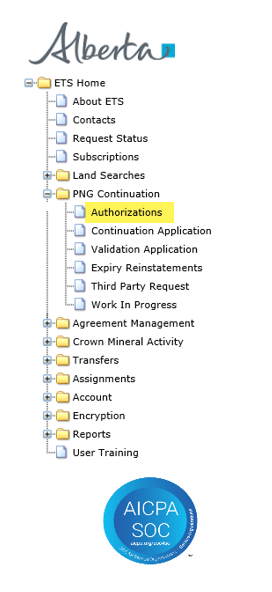 Alberta
ETS Home
About ETS
Contacts
Request Status
Subscriptions
Land Searches
PNG Continuation
Authorizations
Continuation Application
Validation Application
Expiry Reinstatements
Third Party Request
Work In Progress
Agreement Management
Crown Mineral Activity
Transfers
Assignments
Account
Encryption
Reports
User Training
AICPA
SOC